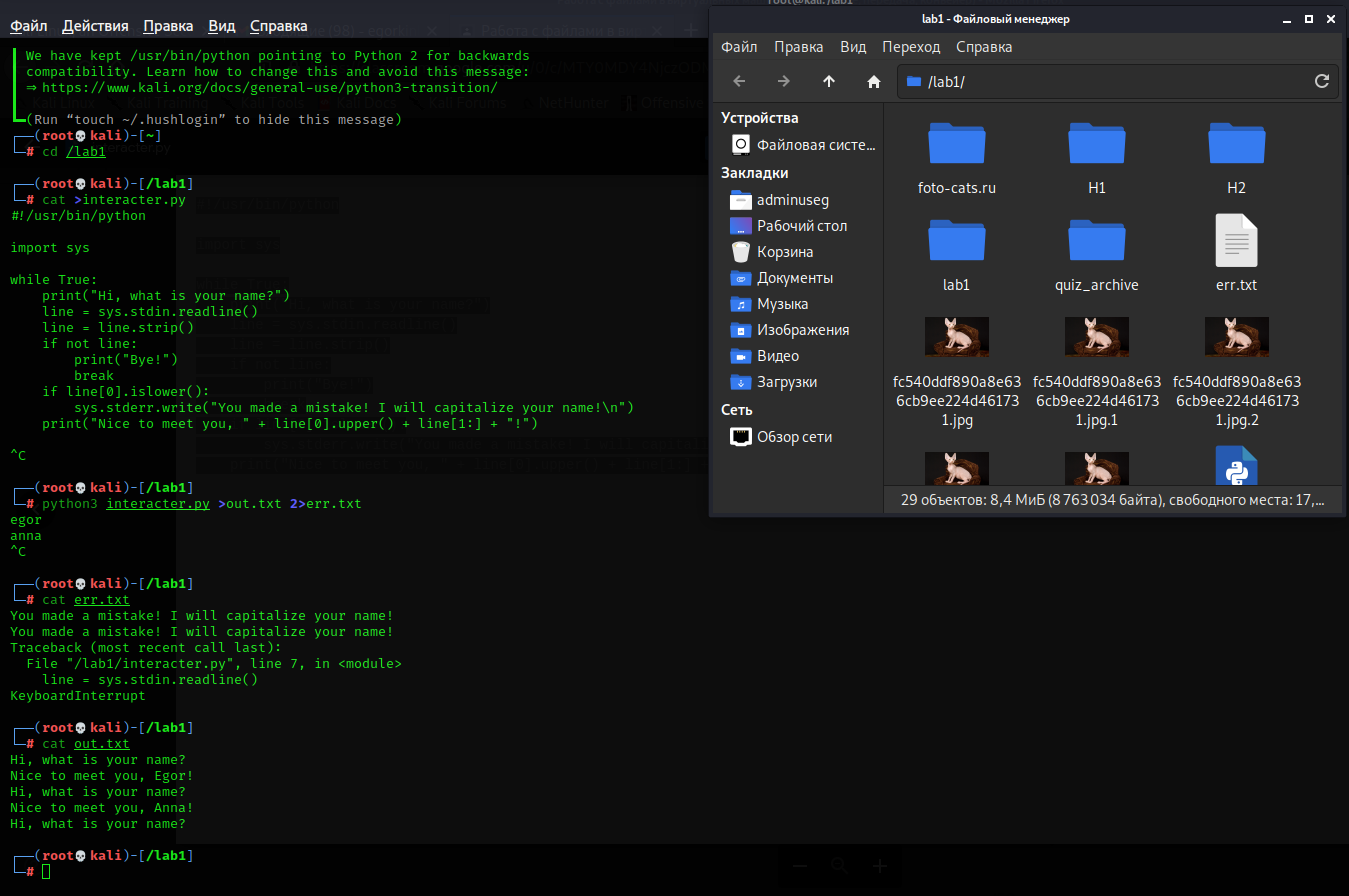 Файл Действия Правка Вид Справка
We have kept /usr/bin/python pointing to Python 2 for backwards
compatibility. Learn how to change this and avoid this message:
⇒ https://www.kali.org/docs/general-use/python3-transition/
(Run “touch ~/.hushlogin” to hide this message)
(root💀kali)-[~]
# cd /lab1
(root💀kali)-[/lab1]
# cat >interacter.py
#!/usr/bin/python
import sys
while True:
print("Hi, what is your name?")
line = sys.stdin.readline()
line = line.strip()
if not line:
print("Bye!")
break
if line[0].islower():
sys.stderr.write("You made a mistake! I will capitalize your name!\n")
print("Nice to meet you, " + line[0].upper() + line[1:] + "!")
^C
(root💀kali)-[/lab1]
# python3 interacter.py >out.txt 2>err.txt
egor
anna
^C
(root💀kali)-[/lab1]
# cat err.txt
You made a mistake! I will capitalize your name!
You made a mistake! I will capitalize your name!
Traceback (most recent call last):
File "/lab1/interacter.py", line 7, in <module>
line = sys.stdin.readline()
KeyboardInterrupt
(root💀kali)-[/lab1]
# cat out.txt
Hi, what is your name?
Nice to meet you, Egor!
Hi, what is your name?
Nice to meet you, Anna!
Hi, what is your name?
(root💀kali)-[/lab1]
#
lab1 - Файловый менеджер
Файл Правка Вид Переход Справка
/lab1/
Устройства
Файловая систе...
Закладки
adminuseg
Рабочий стол
Корзина
Документы
Музыка
Изображения
Видео
Загрузки
Сеть
Обзор сети
foto-cats.ru H1 H2
lab1 quiz_archive err.txt
fc540ddf890a8e63 fc540ddf890a8e63 fc540ddf890a8e63
6cb9ee224d46173 6cb9ee224d46173 6cb9ee224d46173
1.jpg 1.jpg.1 1.jpg.2
29 объектов: 8,4 МиБ (8 763 034 байта), свободного места: 17,...